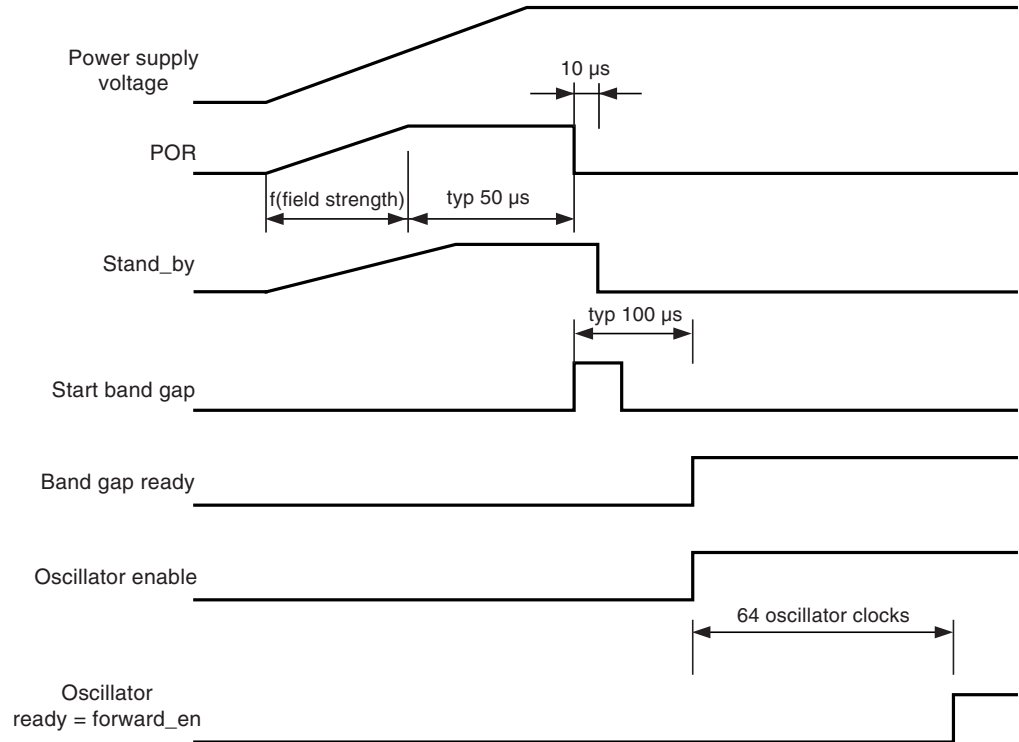 Power supply
voltage
10 µs
POR
f(field strength)
typ 50 µs
Stand_by
typ 100 µs
Start band gap
Band gap ready
Oscillator enable
64 oscillator clocks
Oscillator
ready = forward_en